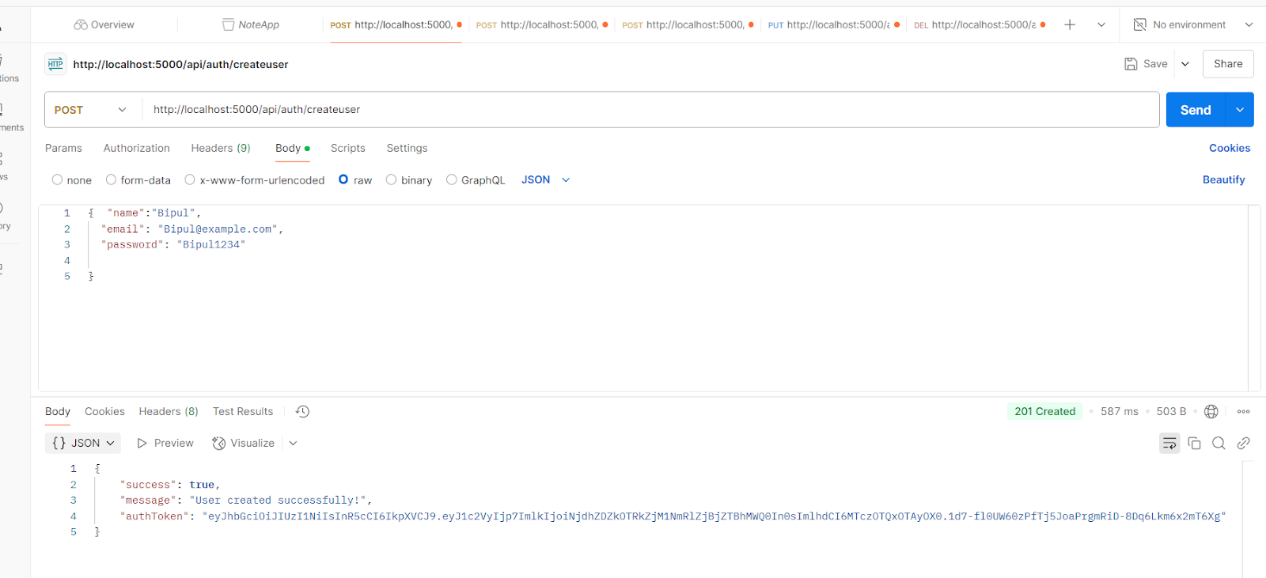 Overview NoteApp POST http://localhost:5000, POST http://localhost:5000, POST http://localhost:5000, PUT http://localhost:5000/a DEL http://localhost:5000/a No environment
HTTP http://localhost:5000/api/auth/createuser Save Share
POST http://localhost:5000/api/auth/createuser Send
Params Authorization Headers (9) Body Scripts Settings Cookies
none form-data x-www-form-urlencoded raw binary GraphQL JSON Beautify
1 { "name":"Bipul",
2 "email": "Bipul@example.com",
3 "password": "Bipul1234"
4
5 }
Body Cookies Headers (8) Test Results 201 Created 587 ms 503 B
{} JSON Preview Visualize
1 {
2 "success": true,
3 "message": "User created successfully!",
4 "authToken": "eyJhbGciOiJIUzI1NiIsInR5cCI6IkpXVCJ9.eyJ1c2VyIjp7ImlkIjoiNjdhZDZkOTRkZjM1NmRlZjBjZTBhMWQ0In0sImlhdCI6MTczOTQxOTAyOX0.1d7-fl0UW60zPfTj5JoaPrgmRiD-8Dq6Lkm6x2mT6Xg"
5 }